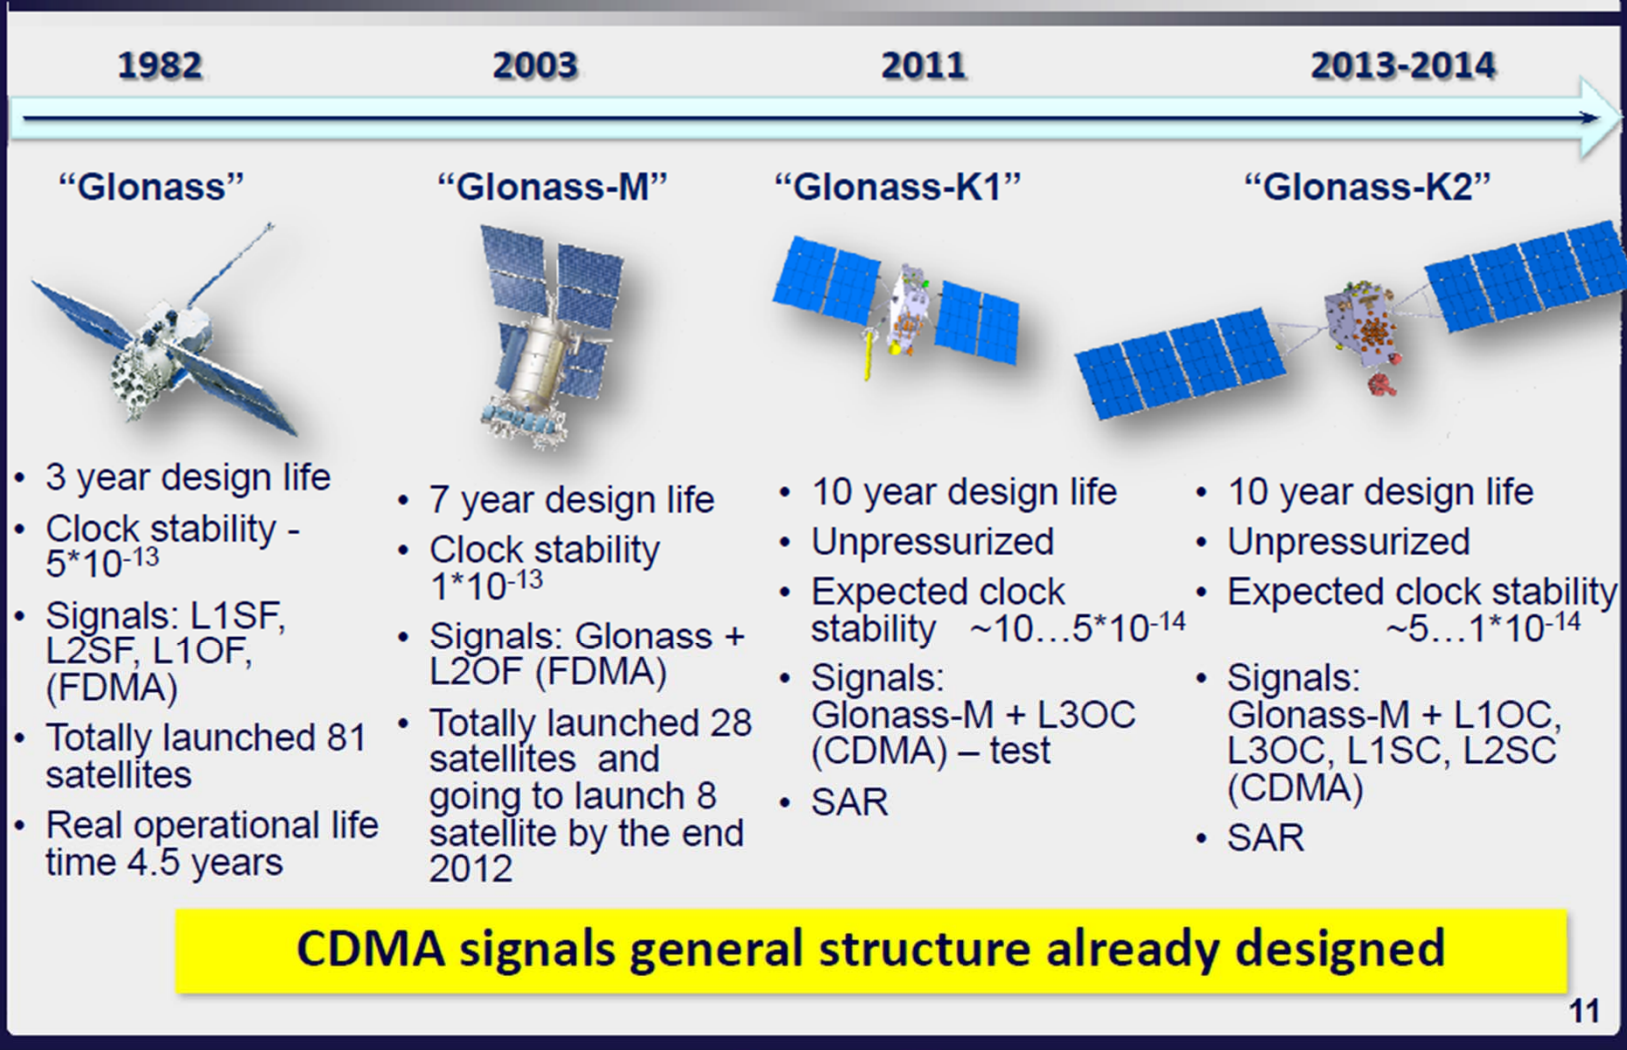 1982
2003
2011
2013-2014
“Glonass”
“Glonass-M”
“Glonass-K1”
“Glonass-K2”
• 3 year design life
• Clock stability -
5*10-13
• Signals: L1SF,
L2SF, L1OF,
(FDMA)
• Totally launched 81
satellites
• Real operational life
time 4.5 years
• 7 year design life
• Clock stability
1*10-13
• Signals: Glonass +
L2OF (FDMA)
• Totally launched 28
satellites and
going to launch 8
satellite by the end
2012
• 10 year design life
• Unpressurized
• Expected clock
stability ~10…5*10-14
• Signals:
Glonass-M + L3OC
(CDMA) – test
• SAR
• 10 year design life
• Unpressurized
• Expected clock stability
~5…1*10-14
• Signals:
Glonass-M + L1OC,
L3OC, L1SC, L2SC
(CDMA)
• SAR
CDMA signals general structure already designed
11